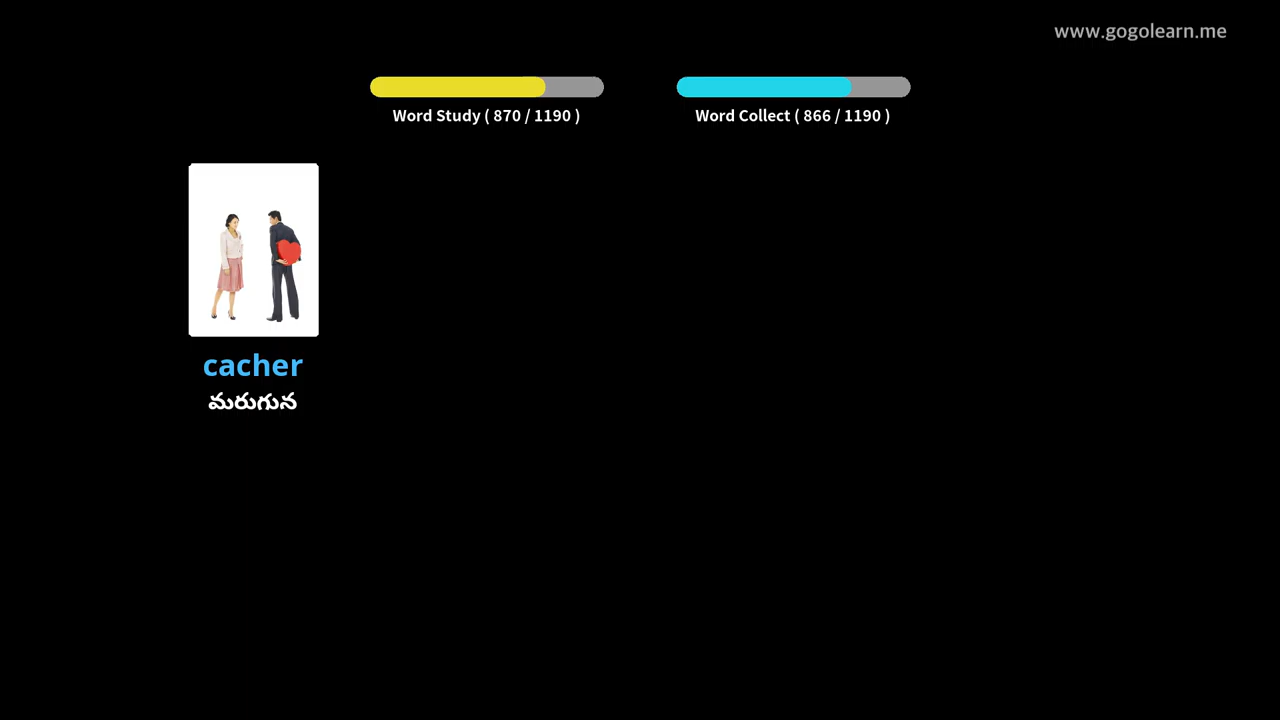 www.gogolearn.me
Word Study ( 870 / 1190 )
Word Collect ( 866 / 1190 )
cacher
మరుగున